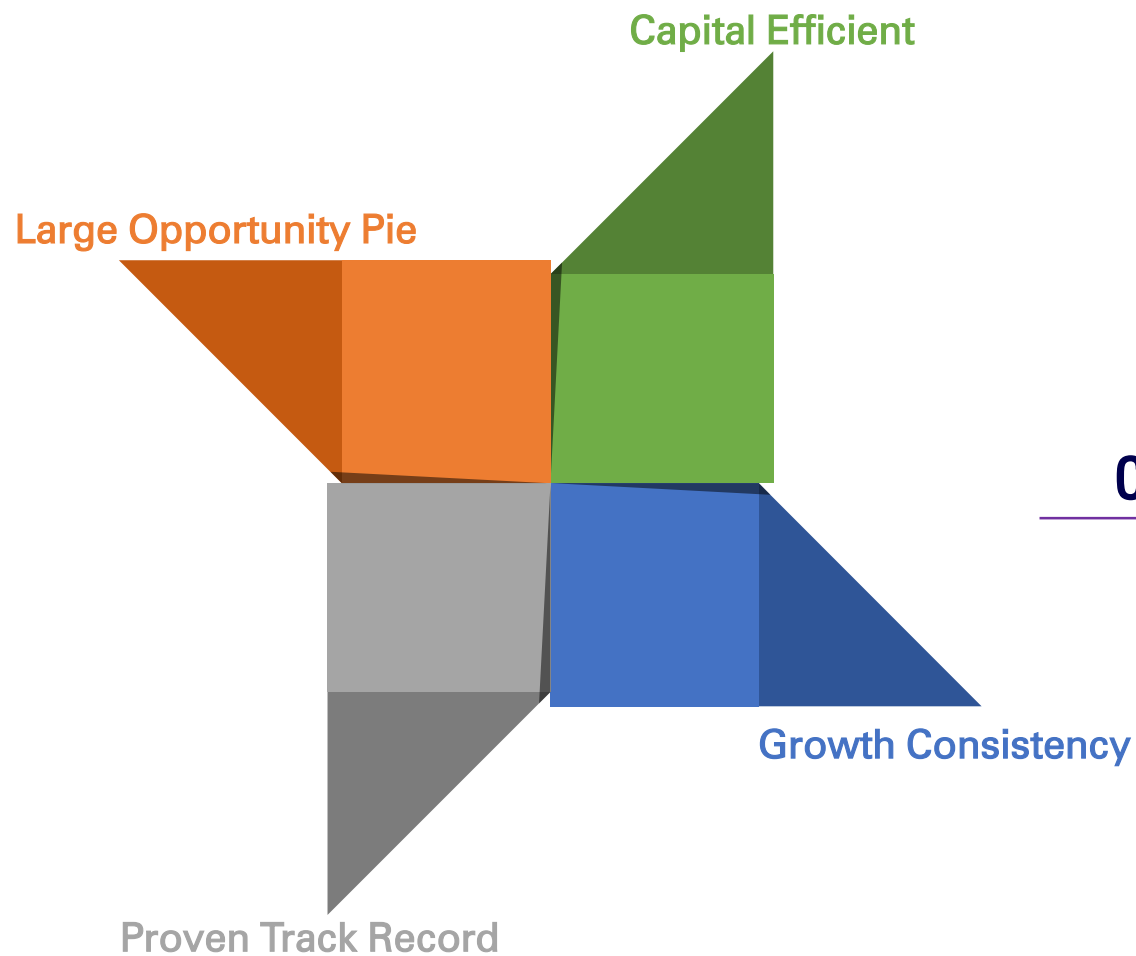 Capital Efficient
Large Opportunity Pie
Growth Consistency
Proven Track Record